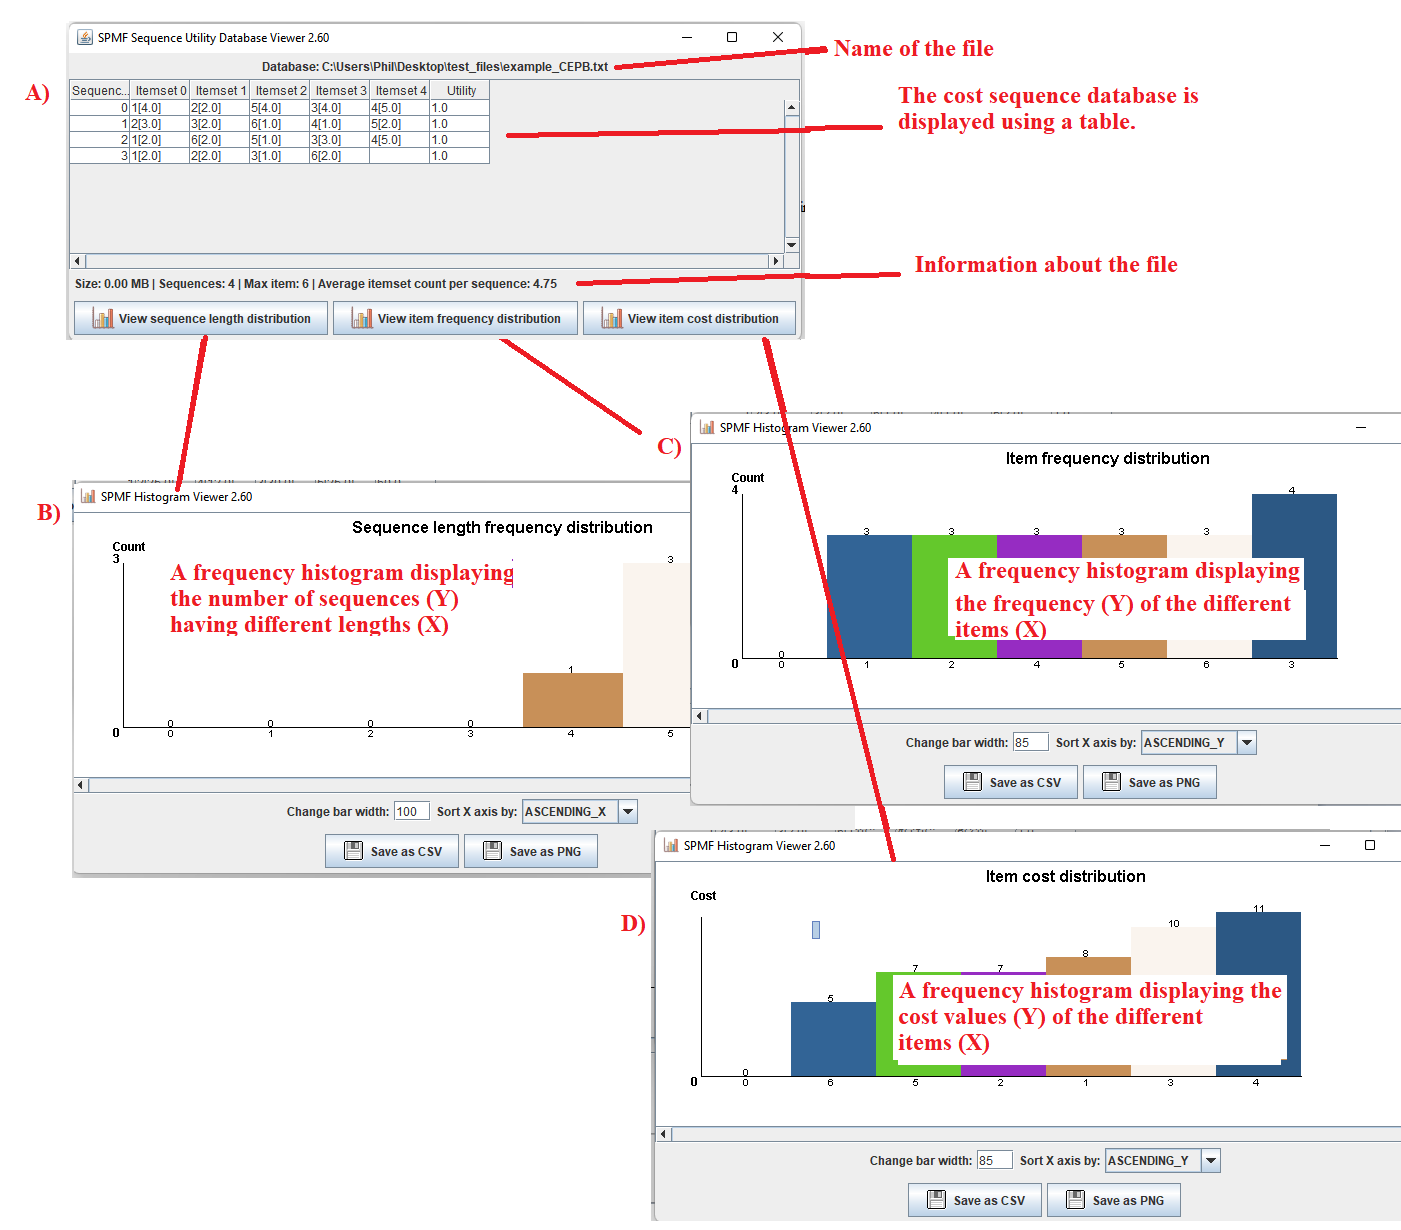 SPMF Sequence Utility Database Viewer 2.60
Database: C:\Users\Phil\Desktop\test_files\example_CEPB.txt
Name of the file
A)
Sequenc... Itemset 0 Itemset 1 Itemset 2 Itemset 3 Itemset 4 Utility
0 1[4.0] 2[2.0] 5[4.0] 3[4.0] 4[5.0] 1.0
1 2[3.0] 3[2.0] 6[1.0] 4[1.0] 5[2.0] 1.0
2 1[2.0] 6[2.0] 5[1.0] 3[3.0] 4[5.0] 1.0
3 1[2.0] 2[2.0] 3[1.0] 6[2.0] 1.0
The cost sequence database is
displayed using a table.
Information about the file
Size: 0.00 MB | Sequences: 4 | Max item: 6 | Average itemset count per sequence: 4.75
View sequence length distribution
View item frequency distribution
View item cost distribution
B)
SPMF Histogram Viewer 2.60
Sequence length frequency distribution
Count
3
3
A frequency histogram displaying
the number of sequences (Y)
having different lengths (X)
1
0 0 0 0
0
0 1 2 3 4 5
Change bar width: 100 Sort X axis by: ASCENDING_X
Save as CSV
Save as PNG
C)
SPMF Histogram Viewer 2.60
Item frequency distribution
Count
4
4
3 3 3 3 3
A frequency histogram displaying
the frequency (Y) of the different
items (X)
0
0
0 1 2 4 5 6 3
Change bar width: 85 Sort X axis by: ASCENDING_Y
Save as CSV
Save as PNG
D)
SPMF Histogram Viewer 2.60
Item cost distribution
Cost
11
10
8
7 7
5
A frequency histogram displaying the
cost values (Y) of the different
items (X)
0
0
0 6 5 2 1 3 4
Change bar width: 85 Sort X axis by: ASCENDING_Y
Save as CSV
Save as PNG